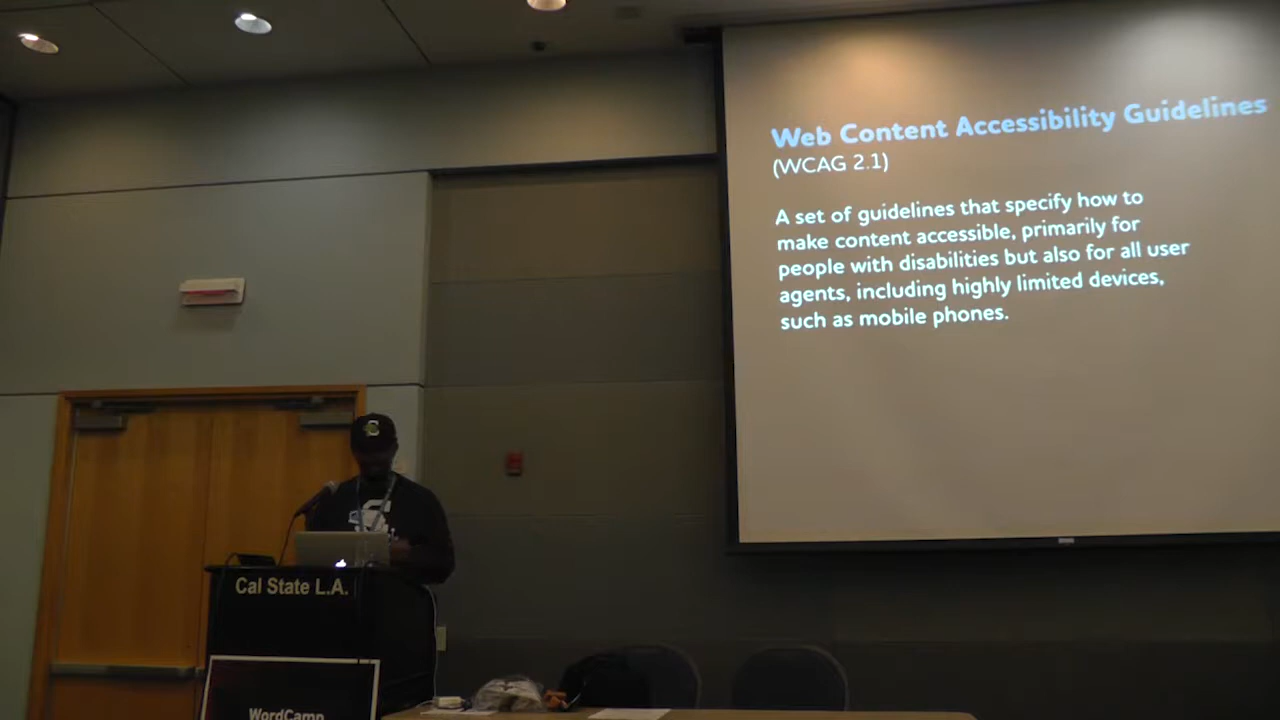 Web Content Accessibility Guidelines
(WCAG 2.1)
A set of guidelines that specify how to
make content accessible, primarily for
people with disabilities but also for all user
agents, including highly limited devices,
such as mobile phones.
Cal State L.A.
WordCamp